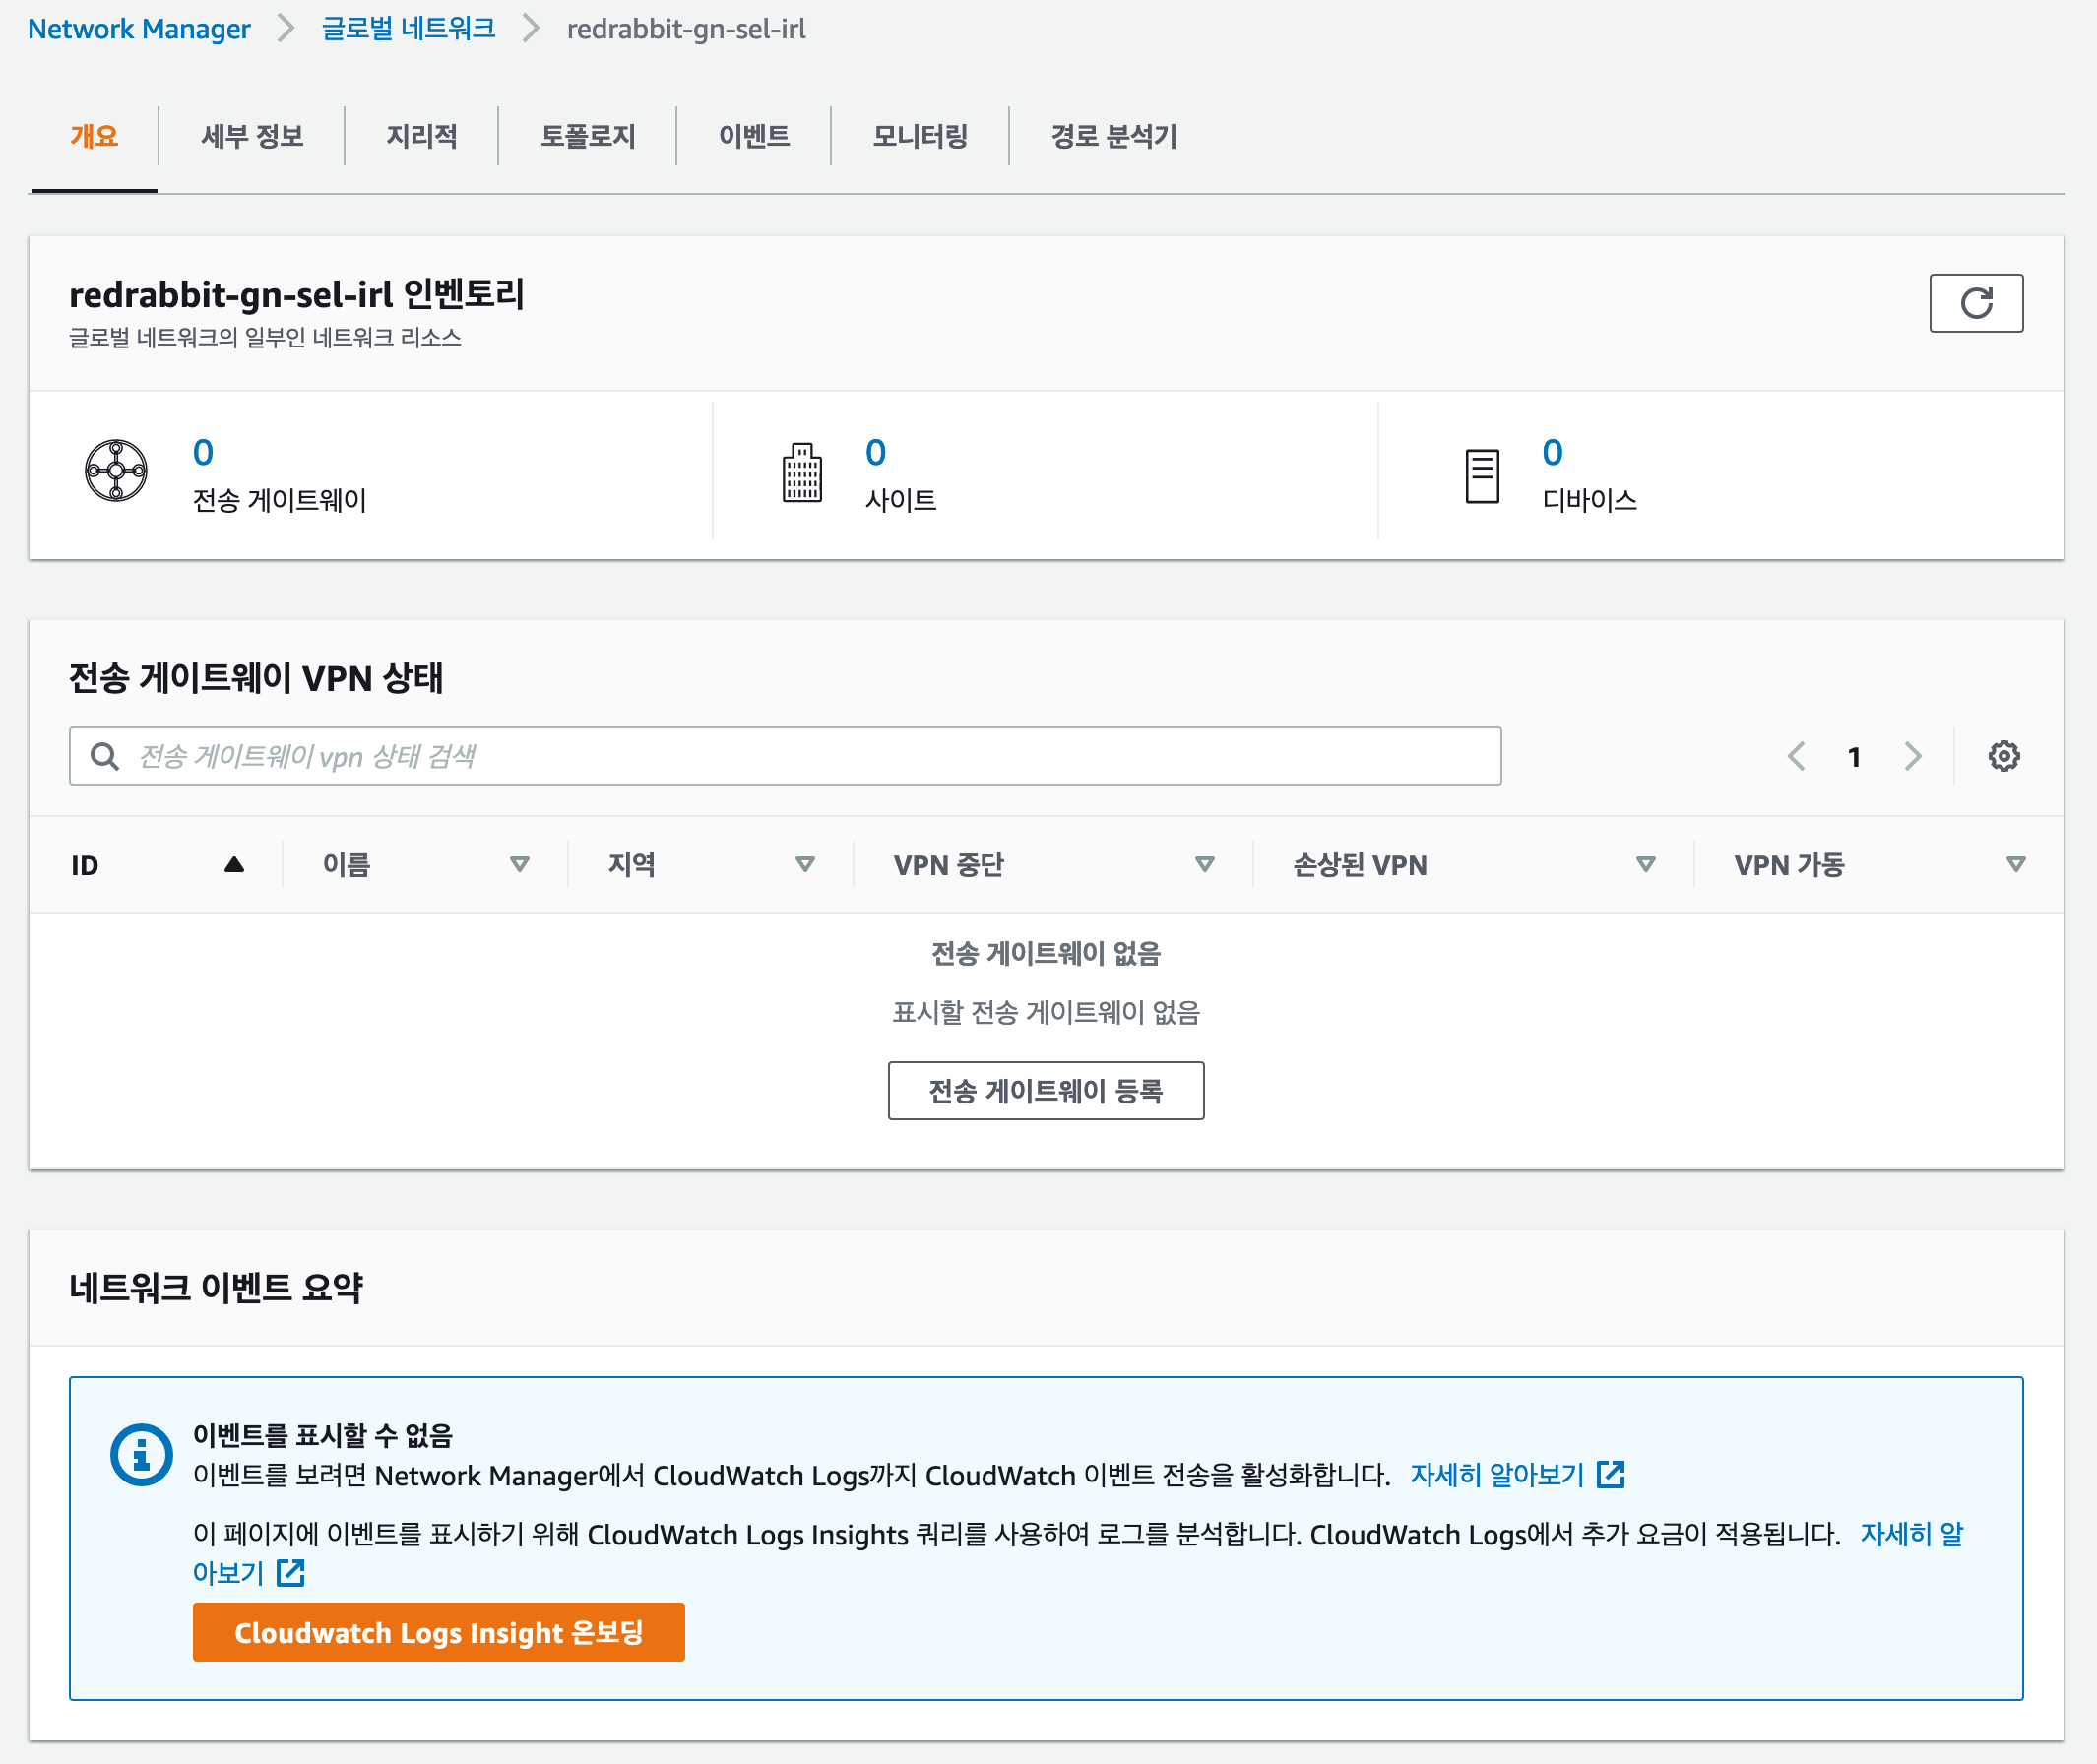 Network Manager > 글로벌 네트워크 > redrabbit-gn-sel-irl
개요 세부 정보 지리적 토폴로지 이벤트 모니터링 경로 분석기
redrabbit-gn-sel-irl 인벤토리
글로벌 네트워크의 일부인 네트워크 리소스
0
전송 게이트웨이
0
사이트
0
디바이스
전송 게이트웨이 VPN 상태
전송 게이트웨이 vpn 상태 검색
1
ID 이름 지역 VPN 중단 손상된 VPN VPN 가동
전송 게이트웨이 없음
표시할 전송 게이트웨이 없음
전송 게이트웨이 등록
네트워크 이벤트 요약
이벤트를 표시할 수 없음
이벤트를 보려면 Network Manager에서 CloudWatch Logs까지 CloudWatch 이벤트 전송을 활성화합니다. 자세히 알아보기
이 페이지에 이벤트를 표시하기 위해 CloudWatch Logs Insights 쿼리를 사용하여 로그를 분석합니다. CloudWatch Logs에서 추가 요금이 적용됩니다. 자세히 알
아보기
Cloudwatch Logs Insight 온보딩